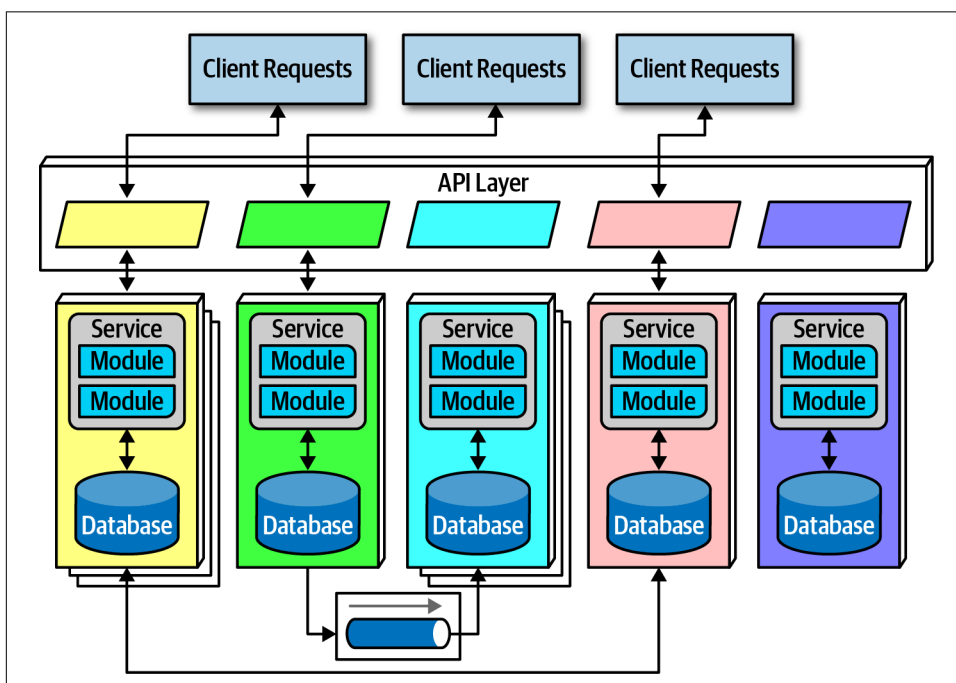 Client Requests
Client Requests
Client Requests
API Layer
Service
Module
Module
Database
Service
Module
Module
Database
Service
Module
Module
Database
Service
Module
Module
Database
Service
Module
Module
Database